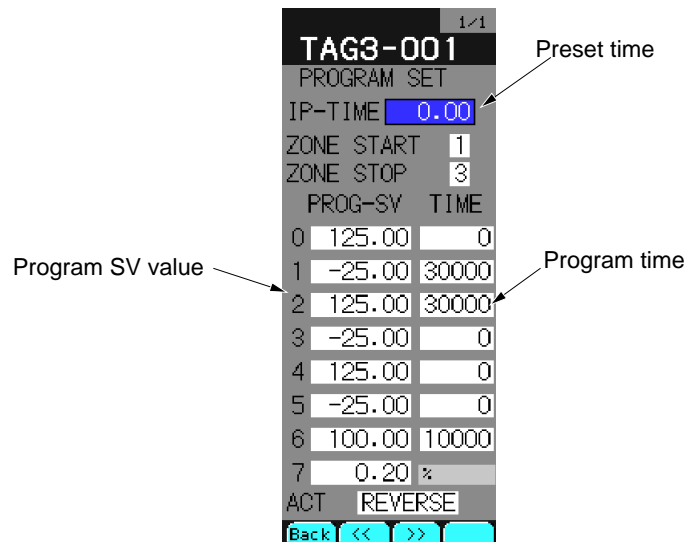 1/1
TAG3-001
Preset time
PROGRAM SET
IP-TIME 0.00
ZONE START 1
ZONE STOP 3
PROG-SV TIME
0 125.00 0
Program SV value
1 -25.00 30000
Program time
2 125.00 30000
3 -25.00 0
4 125.00 0
5 -25.00 0
6 100.00 10000
7 0.20 %
ACT REVERSE
Back << >>